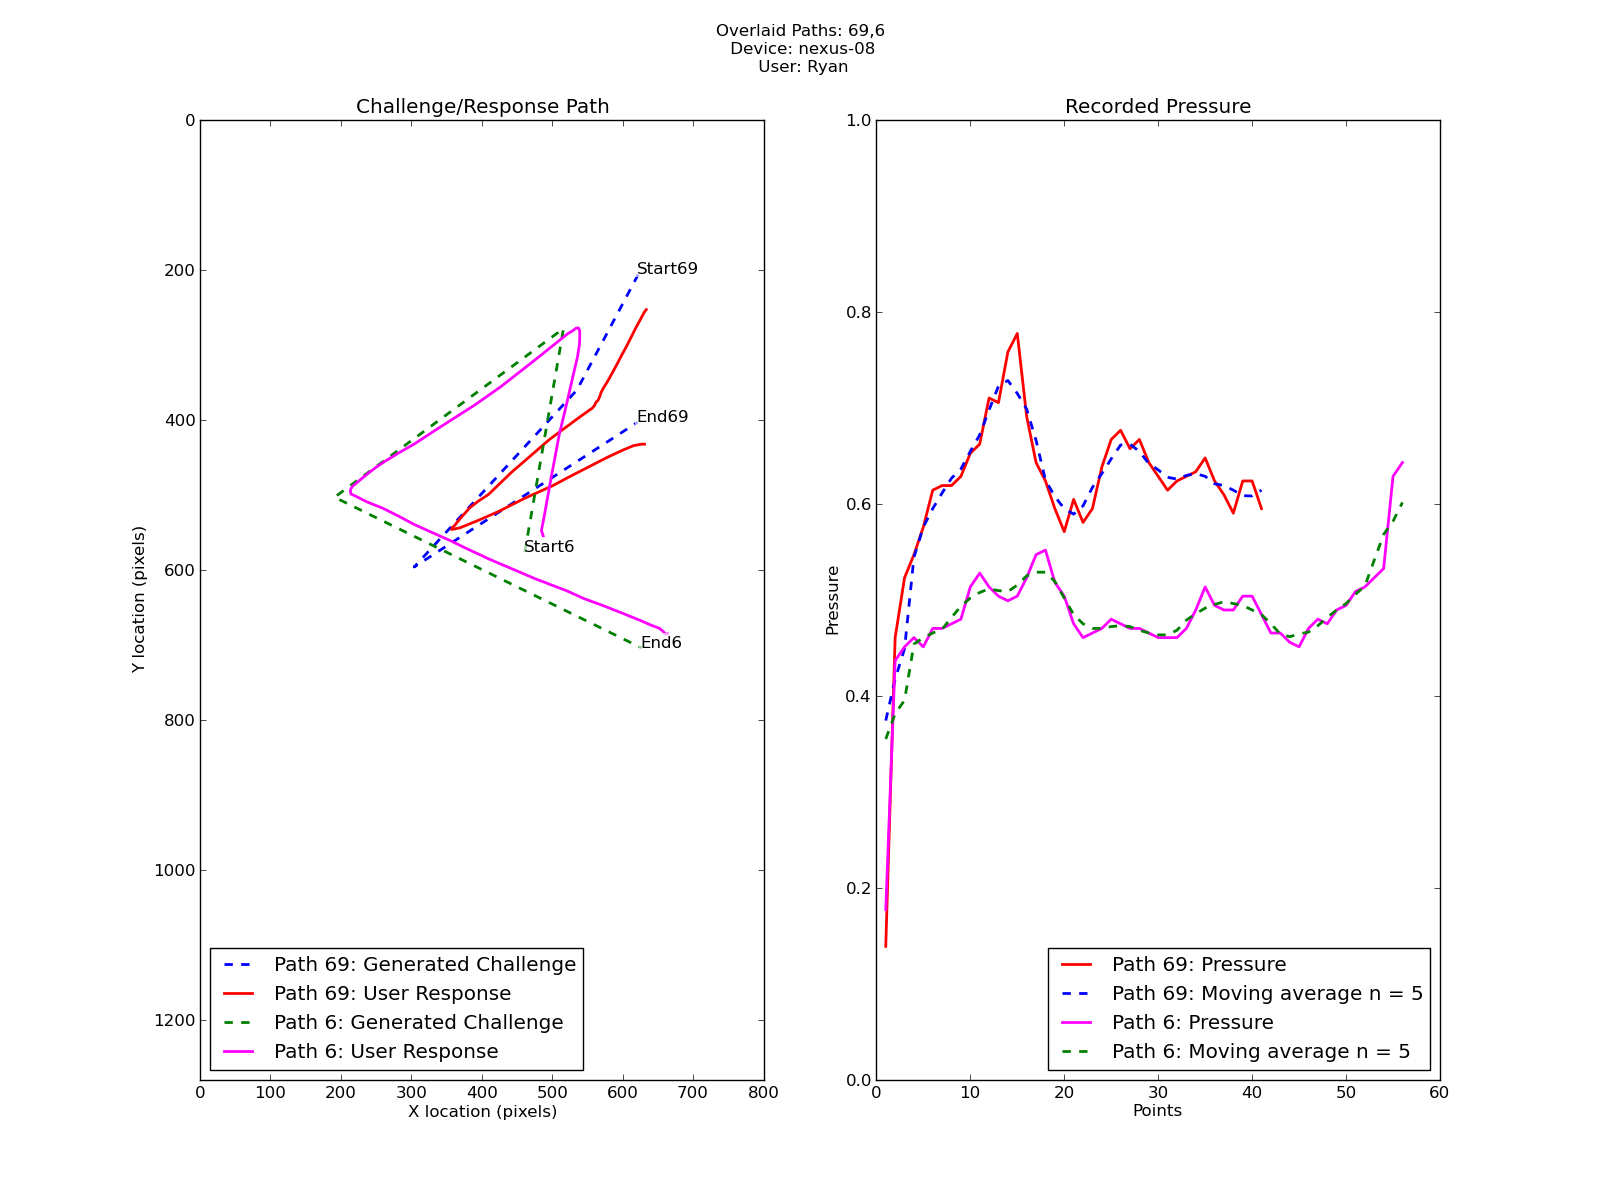 Overlaid Paths: 69,6
Device: nexus-08
User: Ryan
Challenge/Response Path
0
200
400
600
800
1000
1200
Y location (pixels)
Start69
End69
Start6
End6
Path 69: Generated Challenge
Path 69: User Response
Path 6: Generated Challenge
Path 6: User Response
0 100 200 300 400 500 600 700 800
X location (pixels)
Recorded Pressure
1.0
0.8
0.6
0.4
0.2
0.0
Pressure
Path 69: Pressure
Path 69: Moving average n = 5
Path 6: Pressure
Path 6: Moving average n = 5
0 10 20 30 40 50 60
Points